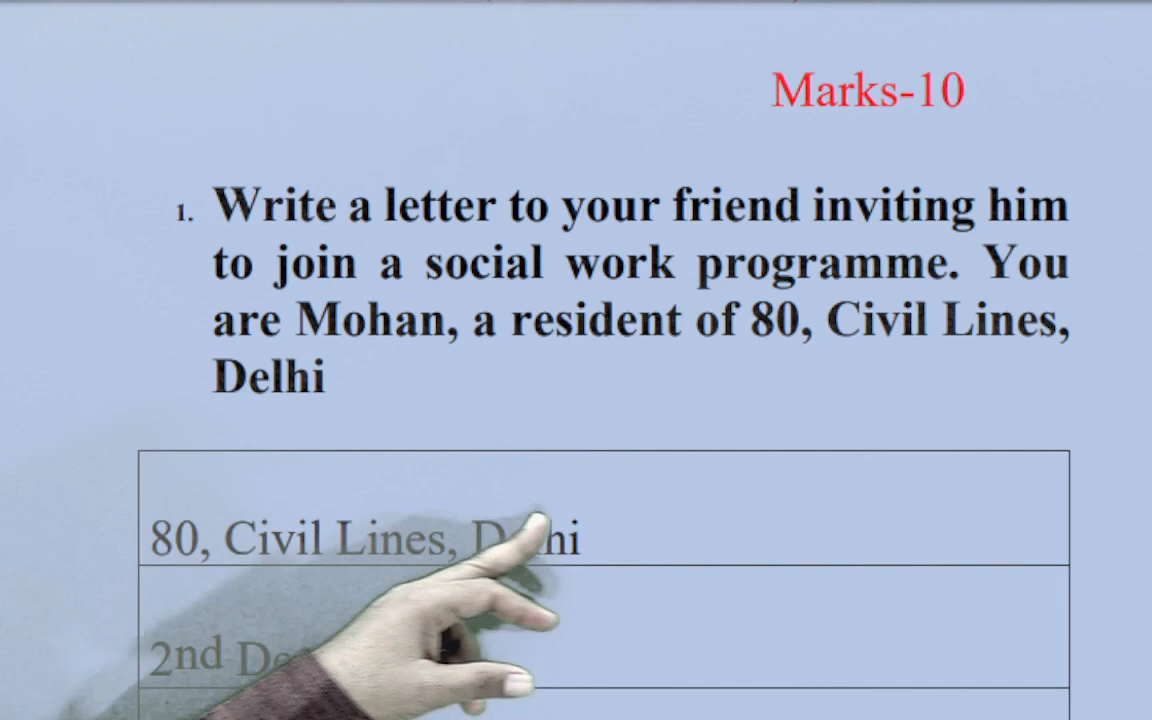 Marks-10
1. Write a letter to your friend inviting him
to join a social work programme. You
are Mohan, a resident of 80, Civil Lines,
Delhi
80, Civil Lines,
2nd